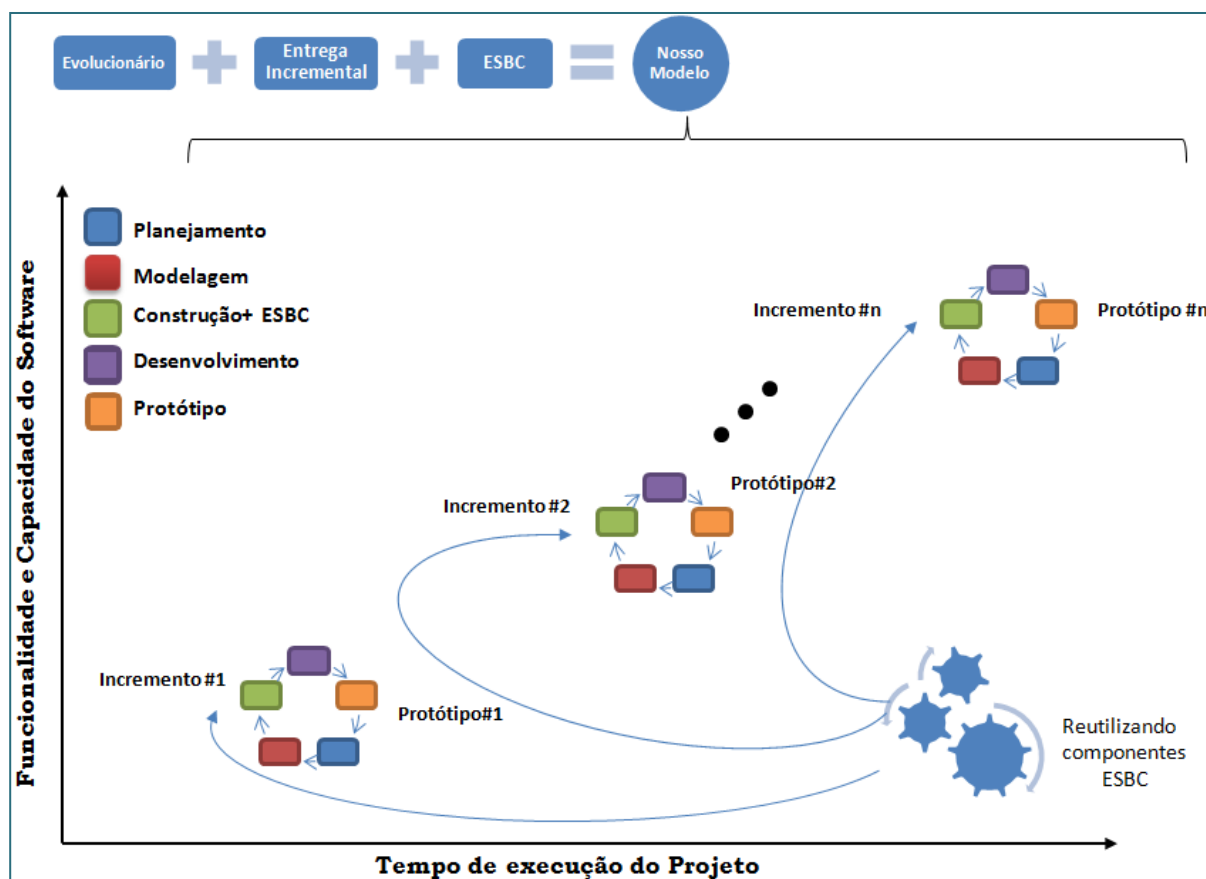 Evolucionário
Entrega
Incremental
ESBC
Nosso
Modelo
Funcionalidade e Capacidade do Software
Planejamento
Modelagem
Construção+ ESBC
Desenvolvimento
Protótipo
Incremento #n
Protótipo #n
Incremento #2
Protótipo#2
Incremento #1
Protótipo#1
Reutilizando
componentes
ESBC
Tempo de execução do Projeto